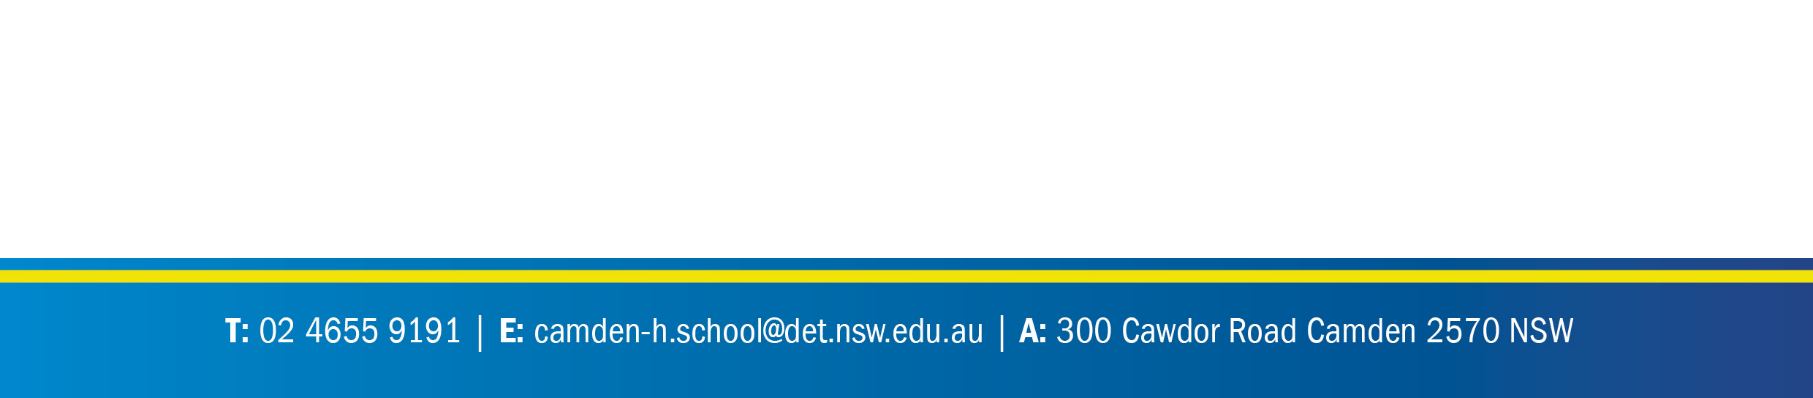 T: 02 4655 9191 | E: camden-h.school@det.nsw.edu.au | A: 300 Cawdor Road Camden 2570 NSW